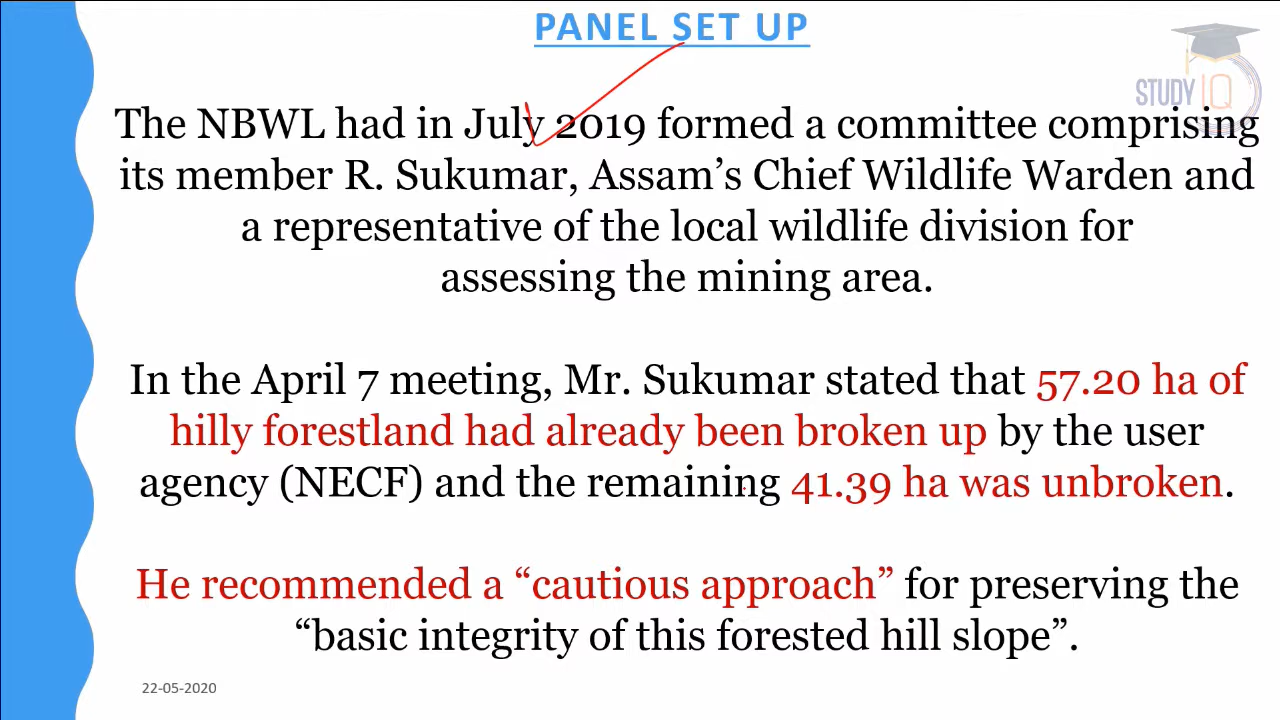 PANEL SET UP
STUDY IQ
The NBWL had in July 2019 formed a committee comprising
its member R. Sukumar, Assam’s Chief Wildlife Warden and
a representative of the local wildlife division for
assessing the mining area.
In the April 7 meeting, Mr. Sukumar stated that 57.20 ha of
hilly forestland had already been broken up by the user
agency (NECF) and the remaining 41.39 ha was unbroken.
He recommended a “cautious approach” for preserving the
“basic integrity of this forested hill slope”.
22-05-2020